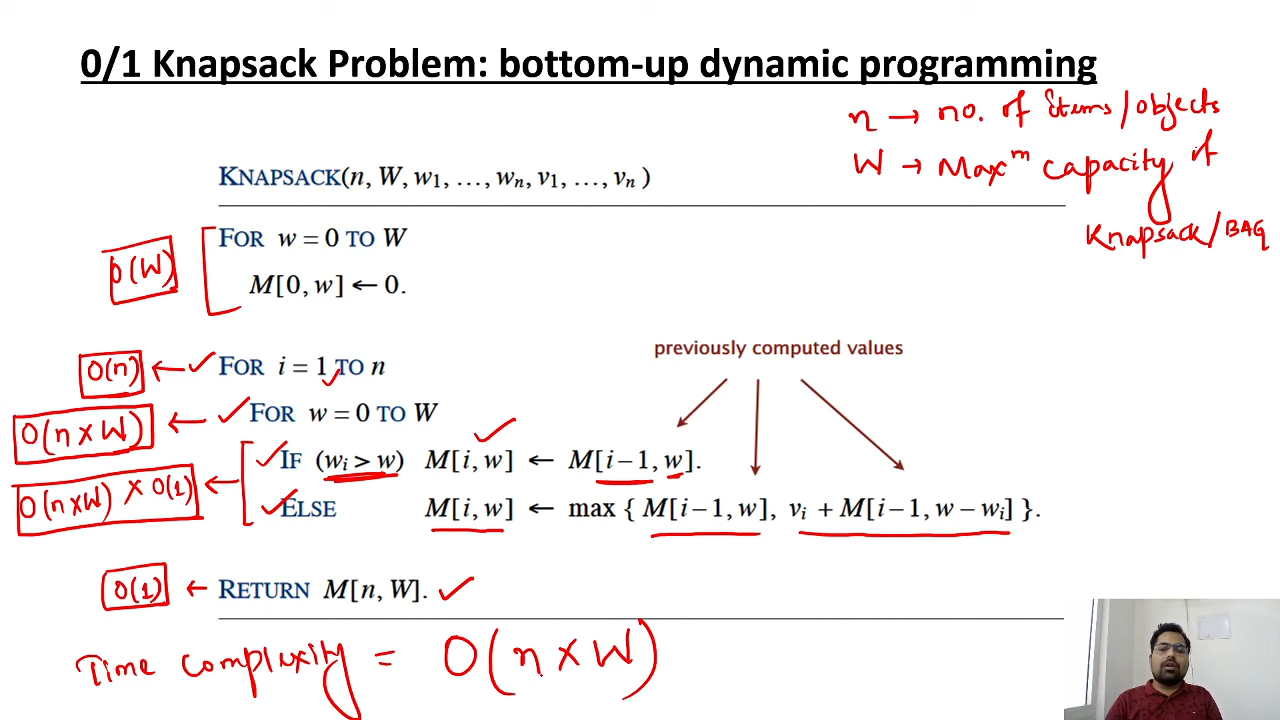 0/1 Knapsack Problem: bottom-up dynamic programming
n → no. of items/objects
W → Maxᵐ capacity of
Knapsack/BAG
KNAPSACK(n, W, w₁, …, wₙ, v₁, …, vₙ )
FOR w = 0 TO W
O(W)
M[0, w] ← 0.
previously computed values
O(n) ← ✓ FOR i = 1 TO n
O(n×W) ← ✓ FOR w = 0 TO W
✓ IF (wᵢ > w) M[i, w] ← M[i−1, w].
O(n×W) × O(1) ←
✓ ELSE M[i, w] ← max { M[i−1, w], vᵢ + M[i−1, w − wᵢ] }.
O(1) ← RETURN M[n, W]. ✓
Time complexity = O(n×W)